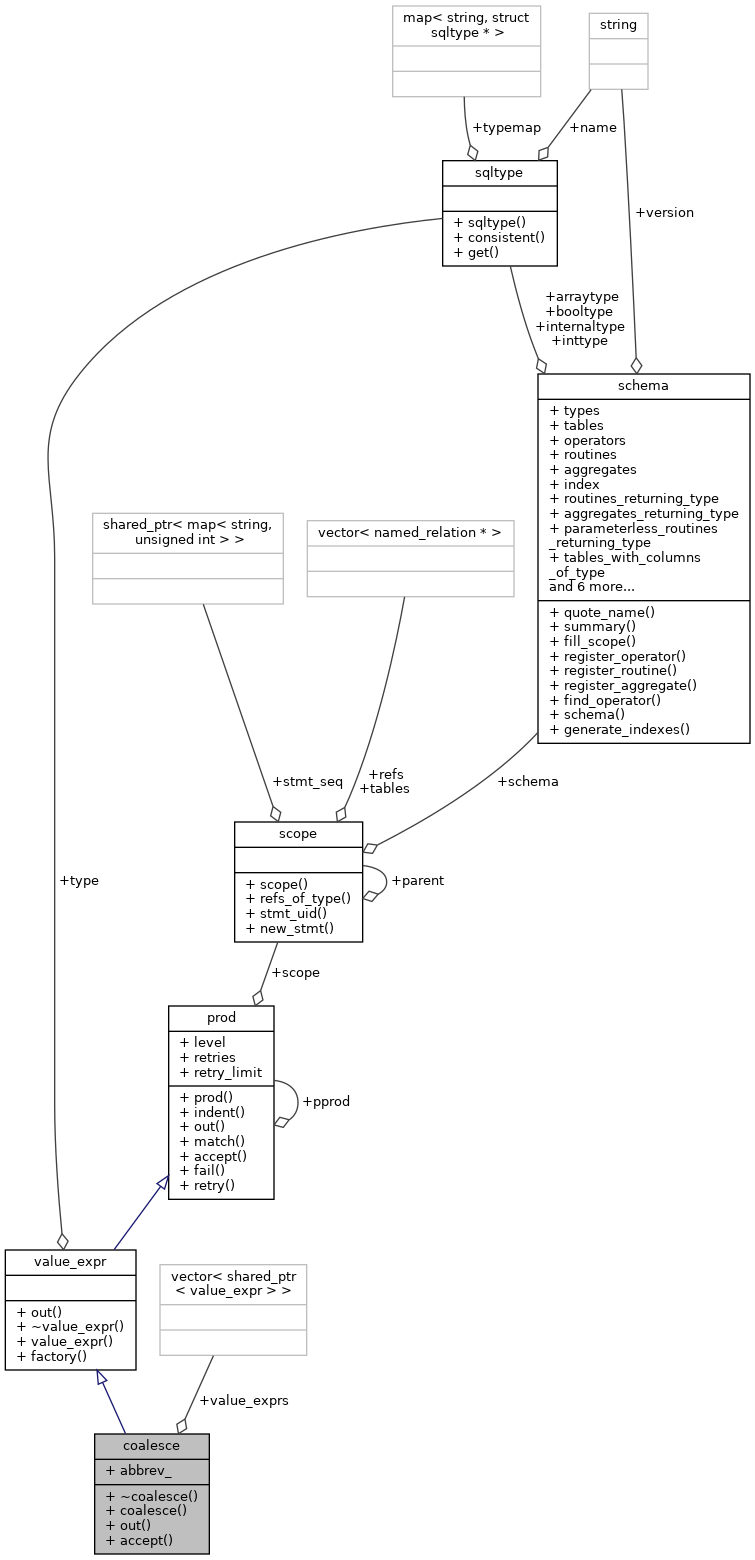 map< string, struct
sqltype * >
string
+typemap
+name
sqltype
+ sqltype()
+ consistent()
+ get()
+version
+arraytype
+booltype
+internaltype
+inttype
schema
+ types
+ tables
+ operators
+ routines
+ aggregates
+ index
+ routines_returning_type
+ aggregates_returning_type
+ parameterless_routines
_returning_type
+ tables_with_columns
_of_type
and 6 more...
+ quote_name()
+ summary()
+ fill_scope()
+ register_operator()
+ register_routine()
+ register_aggregate()
+ find_operator()
+ schema()
+ generate_indexes()
shared_ptr< map< string,
unsigned int > >
vector< named_relation * >
+stmt_seq
+refs
+tables
+schema
scope
+ scope()
+ refs_of_type()
+ stmt_uid()
+ new_stmt()
+parent
+type
+scope
prod
+ level
+ retries
+ retry_limit
+ prod()
+ indent()
+ out()
+ match()
+ accept()
+ fail()
+ retry()
+pprod
value_expr
+ out()
+ ~value_expr()
+ value_expr()
+ factory()
vector< shared_ptr
< value_expr > >
+value_exprs
coalesce
+ abbrev_
+ ~coalesce()
+ coalesce()
+ out()
+ accept()